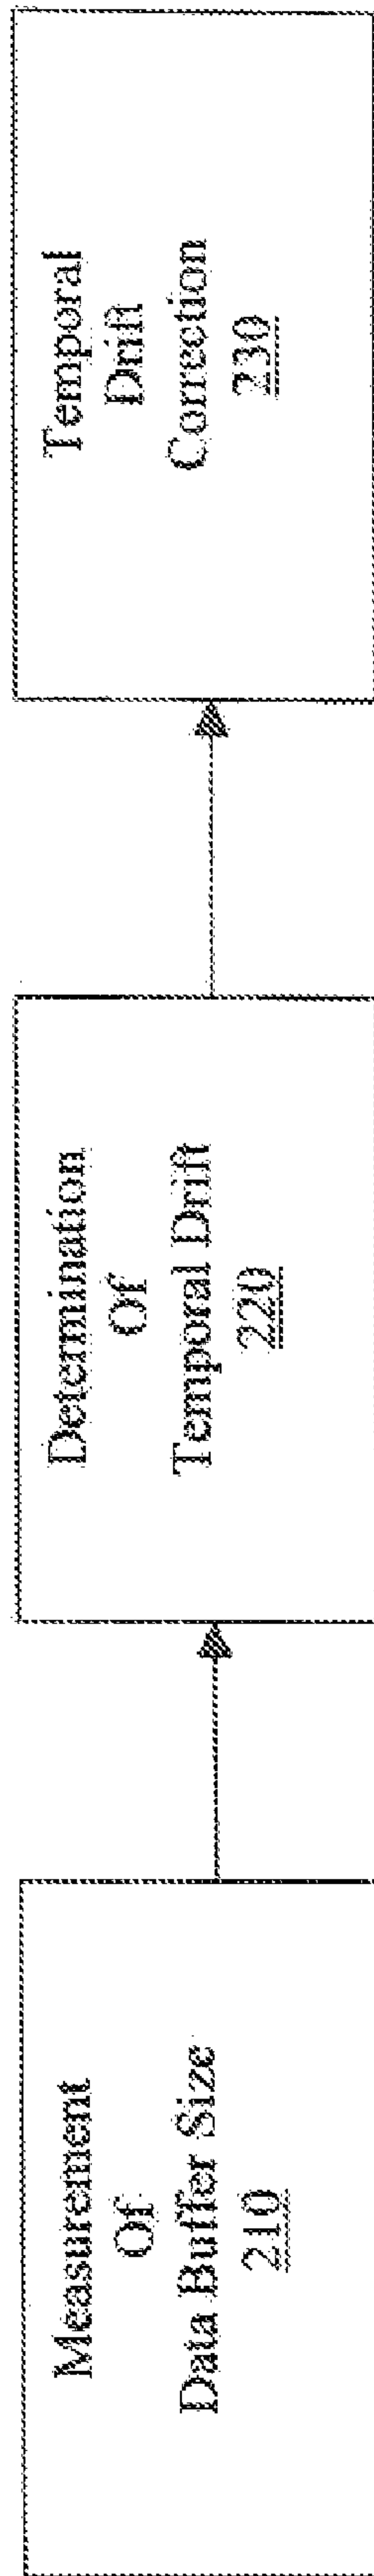 Measurement
Of
Data Buffer Size
210
Determination
Of
Temporal Drift
220
Temporal
Drift
Correction
230